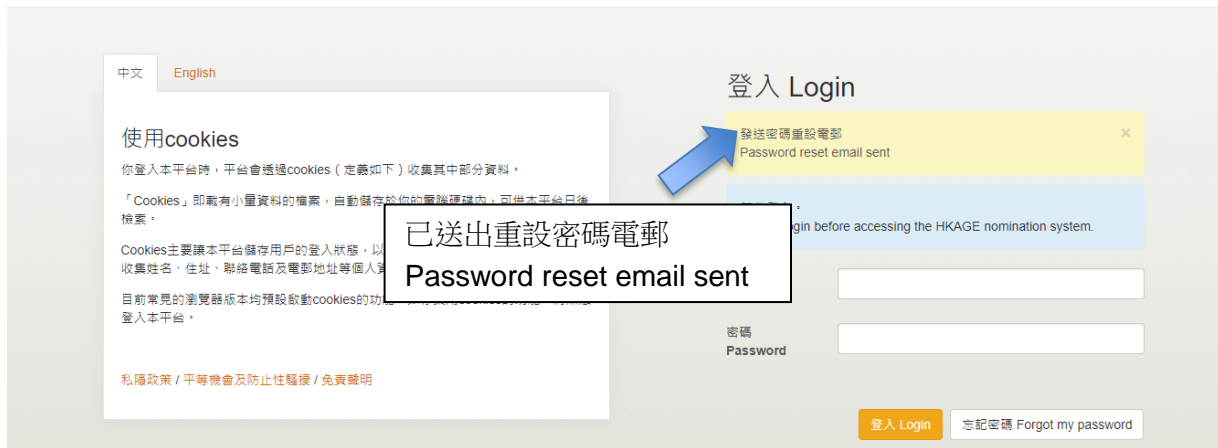 中文 English
使用cookies
你登入本平台時，平台會透過cookies（定義如下）收集其中部分資料。
「Cookies」即載有小量資料的檔案，自動儲存於你的電腦硬碟內，可供本平台日後
檢索。
Cookies主要讓本平台儲存用戶的登入狀態，以
收集姓名、住址、聯絡電話及電郵地址等個人資
目前常見的瀏覽器版本均預設啟動cookies的功能
登入本平台。
私隱政策 / 平等機會及防止性騷擾 / 免責聲明
登入 Login
發送密碼重設電郵
Password reset email sent
×
已送出重設密碼電郵
Password reset email sent
before accessing the HKAGE nomination system.
密碼
Password
登入 Login
忘記密碼 Forgot my password